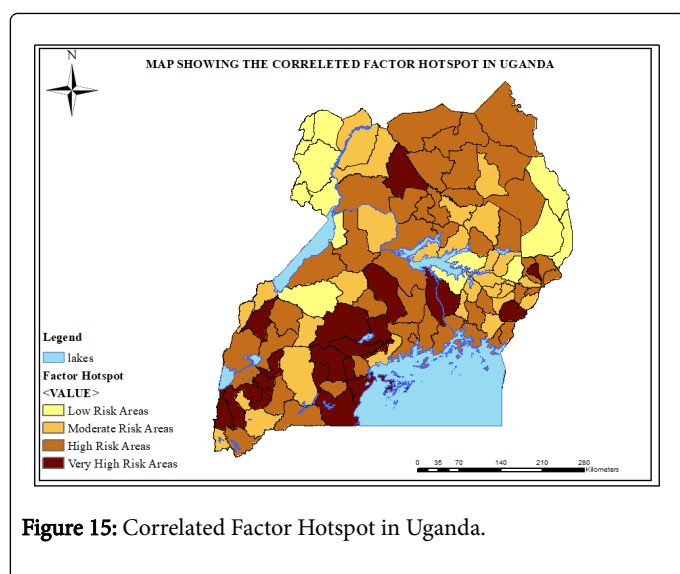 N
MAP SHOWING THE CORRELETED FACTOR HOTSPOT IN UGANDA
Legend
lakes
Factor Hotspot
<VALUE>
Low Risk Areas
Moderate Risk Areas
High Risk Areas
Very High Risk Areas
0 35 70 140 210 280
Kilometers
Figure 15: Correlated Factor Hotspot in Uganda.